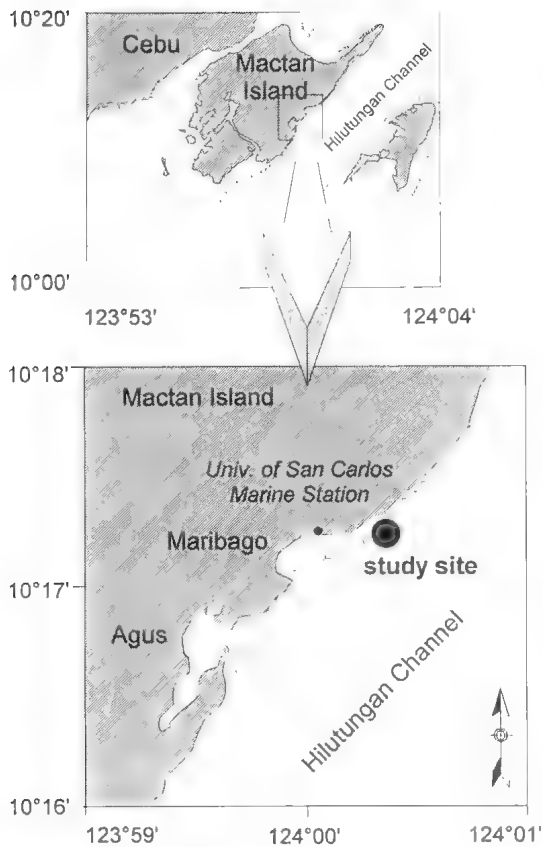 10°20'
Cebu
Mactan
Island
Hilutungan Channel
10°00'
123°53'
124°04'
10°18'
Mactan Island
Univ. of San Carlos
Marine Station
Maribago
study site
10°17'
Agus
Hilutungan Channel
10°16'
123°59'
124°00'
124°01'